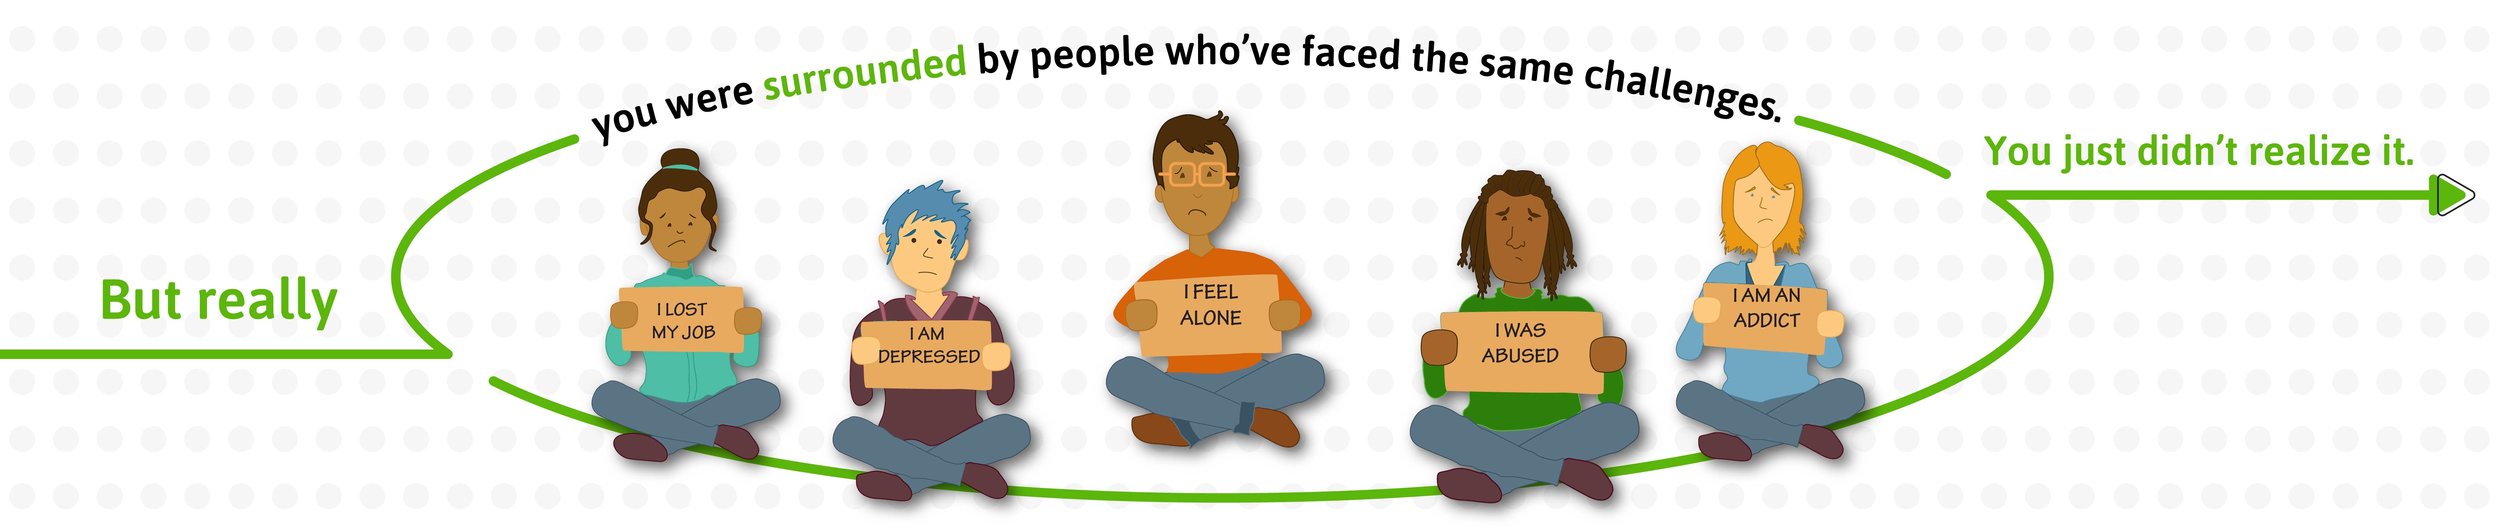 But really
you were surrounded by people who’ve faced the same challenges.
You just didn’t realize it.
I LOST
MY JOB
I AM
DEPRESSED
I FEEL
ALONE
I WAS
ABUSED
I AM AN
ADDICT